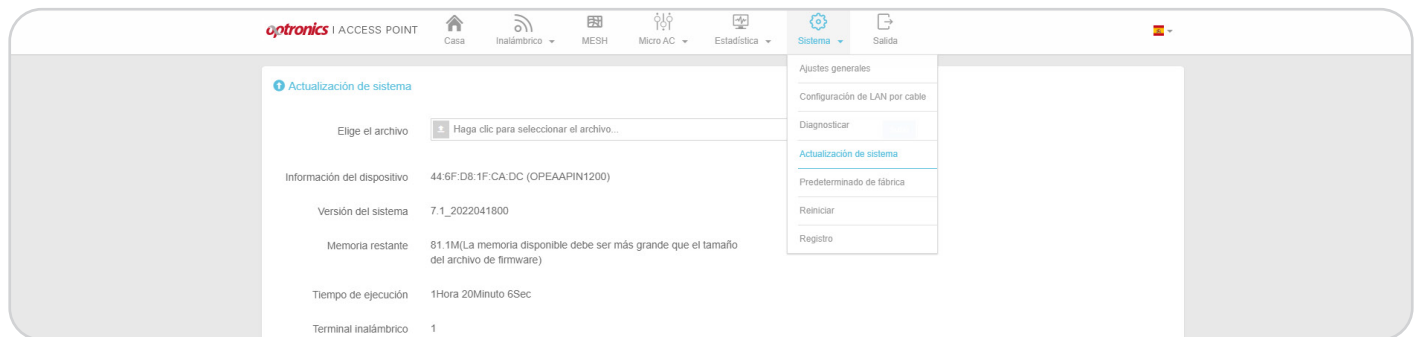 optronics | ACCESS POINT
Casa
Inalámbrico
MESH
Micro AC
Estadística
Sistema
Salida
Ajustes generales
Configuración de LAN por cable
Diagnosticar
Actualización de sistema
Predeterminado de fábrica
Reiniciar
Registro
Actualización de sistema
Elige el archivo
Haga clic para seleccionar el archivo...
Información del dispositivo
44:6F:D8:1F:CA:DC (OPEAAPIN1200)
Versión del sistema
7.1_2022041800
Memoria restante
81.1M(La memoria disponible debe ser más grande que el tamaño
del archivo de firmware)
Tiempo de ejecución
1Hora 20Minuto 6Sec
Terminal inalámbrico
1